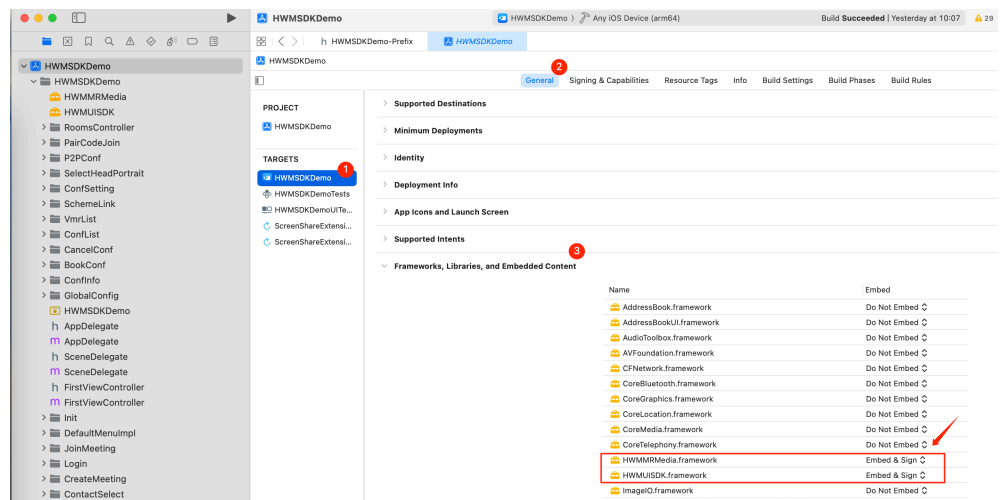 HWMSDKDemo
HWMSDKDemo 〉 Any iOS Device (arm64)
Build Succeeded | Yesterday at 10:07
29
HWMSDKDemo-Prefix
HWMSDKDemo
HWMSDKDemo
HWMSDKDemo
HWMSDKDemo
HWMMRMedia
HWMUISDK
RoomsController
PairCodeJoin
P2PConf
SelectHeadPortrait
ConfSetting
SchemeLink
VmrList
ConfList
CancelConf
BookConf
ConfInfo
GlobalConfig
HWMSDKDemo
h AppDelegate
m AppDelegate
h SceneDelegate
m SceneDelegate
h FirstViewController
m FirstViewController
Init
DefaultMenuImpl
JoinMeeting
Login
CreateMeeting
ContactSelect
2
General
Signing & Capabilities
Resource Tags
Info
Build Settings
Build Phases
Build Rules
PROJECT
HWMSDKDemo
TARGETS
1
HWMSDKDemo
HWMSDKDemoTests
HWMSDKDemoUITe...
ScreenShareExtensi...
ScreenShareExtensi...
Supported Destinations
Minimum Deployments
Identity
Deployment Info
App Icons and Launch Screen
Supported Intents
3
Frameworks, Libraries, and Embedded Content
Name Embed
AddressBook.framework Do Not Embed
AddressBookUI.framework Do Not Embed
AudioToolbox.framework Do Not Embed
AVFoundation.framework Do Not Embed
CFNetwork.framework Do Not Embed
CoreBluetooth.framework Do Not Embed
CoreGraphics.framework Do Not Embed
CoreLocation.framework Do Not Embed
CoreMedia.framework Do Not Embed
CoreTelephony.framework Do Not Embed
HWMMRMedia.framework Embed & Sign
HWMUISDK.framework Embed & Sign
ImageIO.framework Do Not Embed